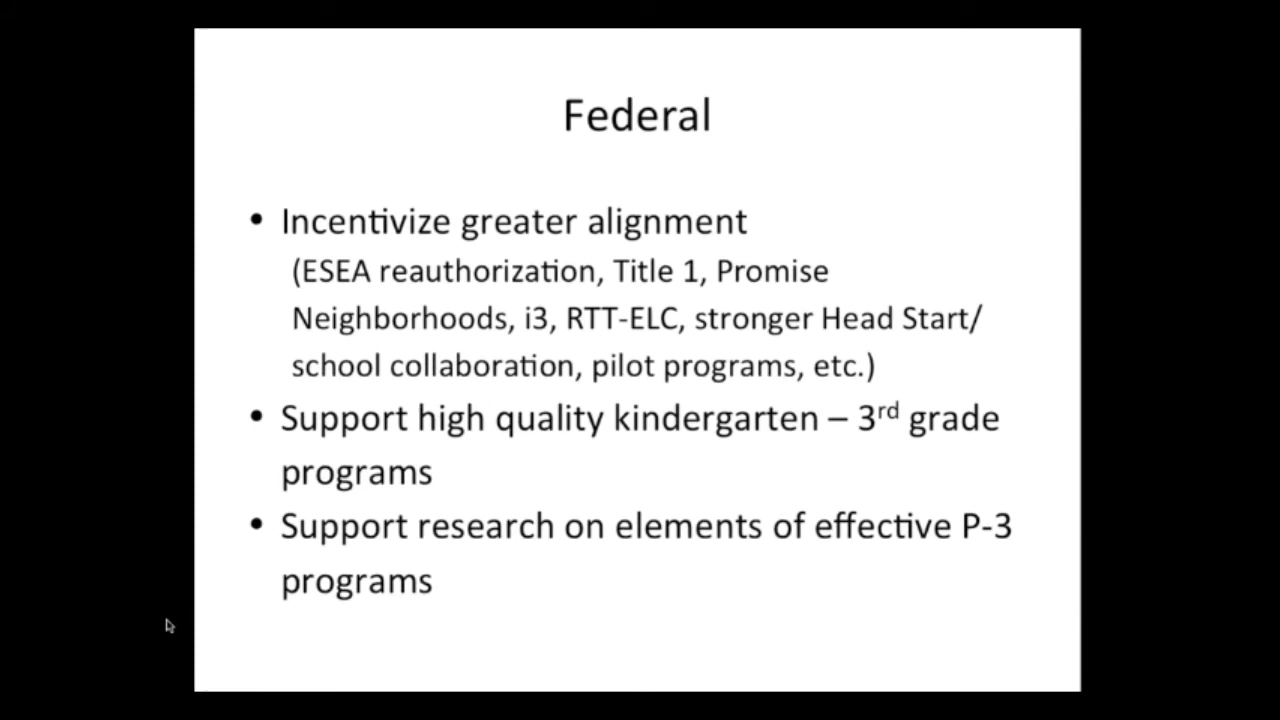 Federal
• Incentivize greater alignment
(ESEA reauthorization, Title 1, Promise
Neighborhoods, i3, RTT-ELC, stronger Head Start/
school collaboration, pilot programs, etc.)
• Support high quality kindergarten – 3rd grade
programs
• Support research on elements of effective P-3
programs